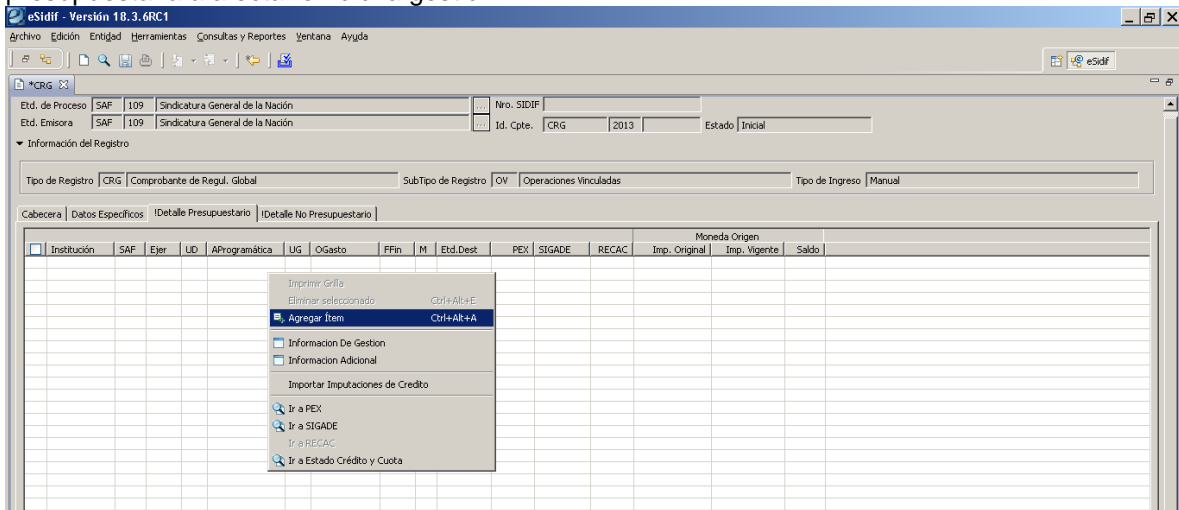 eSidif - Versión 18.3.6RC1
Archivo Edición Entidad Herramientas Consultas y Reportes Ventana Ayuda
eSidif
*CRG
Etd. de Proceso SAF 109 Sindicatura General de la Nación ... Nro. SIDIF
Etd. Emisora SAF 109 Sindicatura General de la Nación ... Id. Cpte. CRG 2013 Estado Inicial
Información del Registro
Tipo de Registro CRG Comprobante de Regul. Global SubTipo de Registro OV Operaciones Vinculadas Tipo de Ingreso Manual
Cabecera Datos Específicos !Detalle Presupuestario !Detalle No Presupuestario
Moneda Origen
Institución SAF Ejer UD AProgramática UG OGasto FFin M Etd.Dest PEX SIGADE RECAC Imp. Original Imp. Vigente Saldo
Imprimir Grilla
Eliminar seleccionado Ctrl+Alt+E
Agregar Ítem Ctrl+Alt+A
Informacion De Gestion
Informacion Adicional
Importar Imputaciones de Credito
Ir a PEX
Ir a SIGADE
Ir a RECAC
Ir a Estado Crédito y Cuota